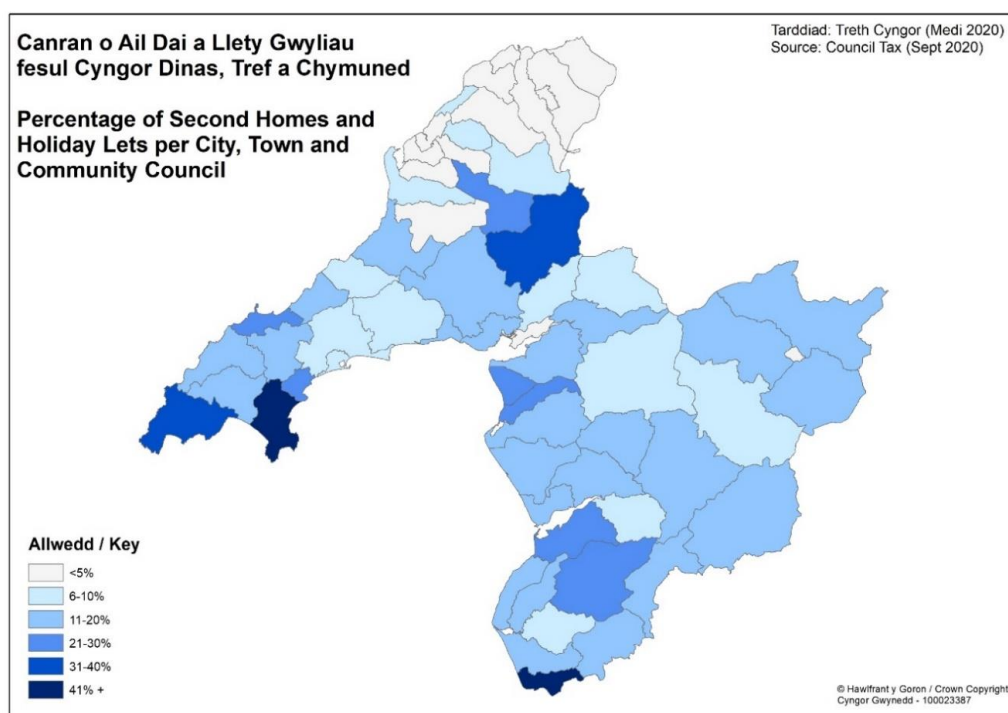 Canran o Ail Dai a Llety Gwyliau
fesul Cyngor Dinas, Tref a Chymuned
Percentage of Second Homes and
Holiday Lets per City, Town and
Community Council
Tarddiad: Treth Cyngor (Medi 2020)
Source: Council Tax (Sept 2020)
Allwedd / Key
<5%
6-10%
11-20%
21-30%
31-40%
41% +
© Hawlfraint y Goron / Crown Copyright
Cyngor Gwynedd - 100023387